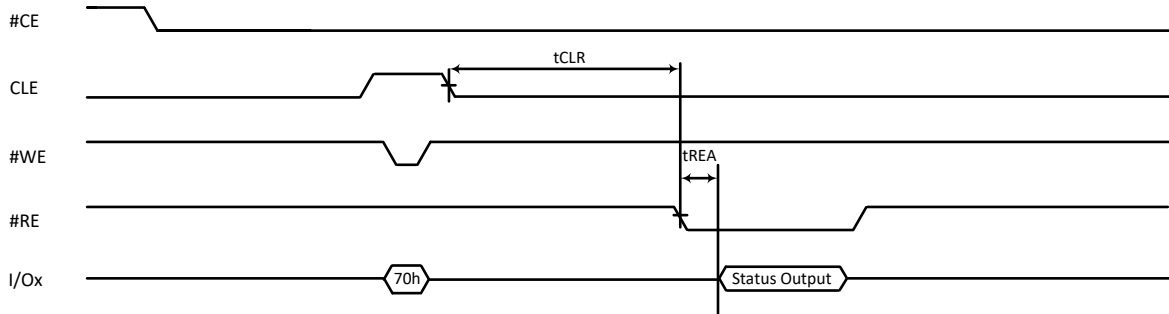 #CE
tCLR
CLE
#WE
tREA
#RE
I/Ox
70h
Status Output